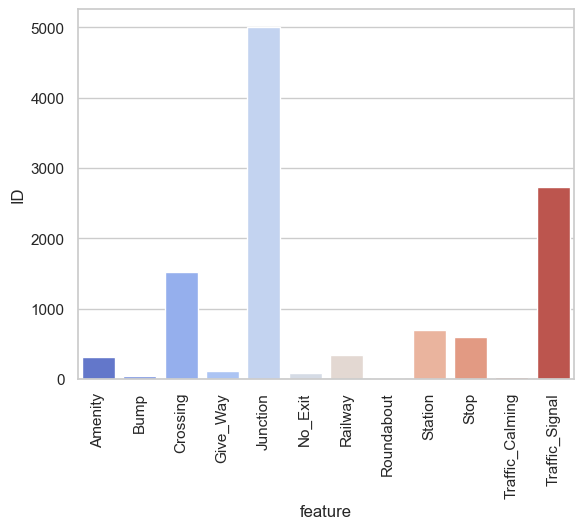 5000
4000
3000
2000
1000
0
ID
Amenity
Bump
Crossing
Give_Way
Junction
No_Exit
Railway
Roundabout
Station
Stop
Traffic_Calming
Traffic_Signal
feature